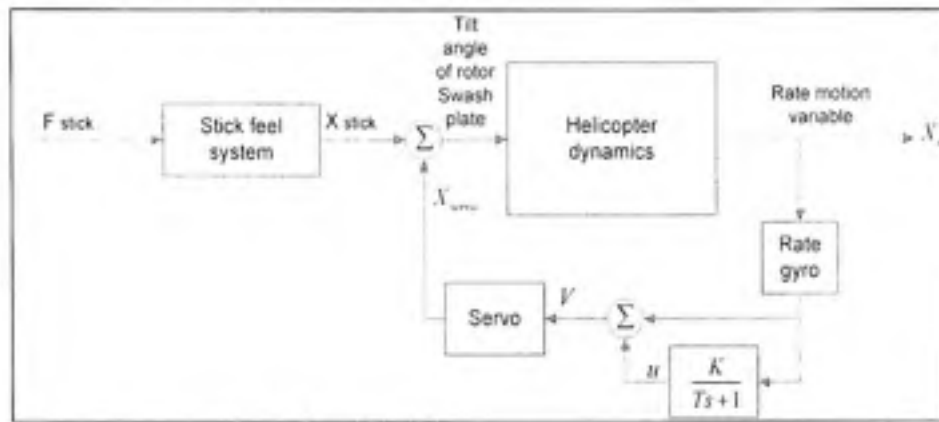 Tilt
angle
of rotor
Swash
plate
F stick
Stick feel
system
X stick
Σ
Helicopter
dynamics
Rate motion
variable
X
Rate
gyro
Servo
V
Σ
u
K
Ts+1